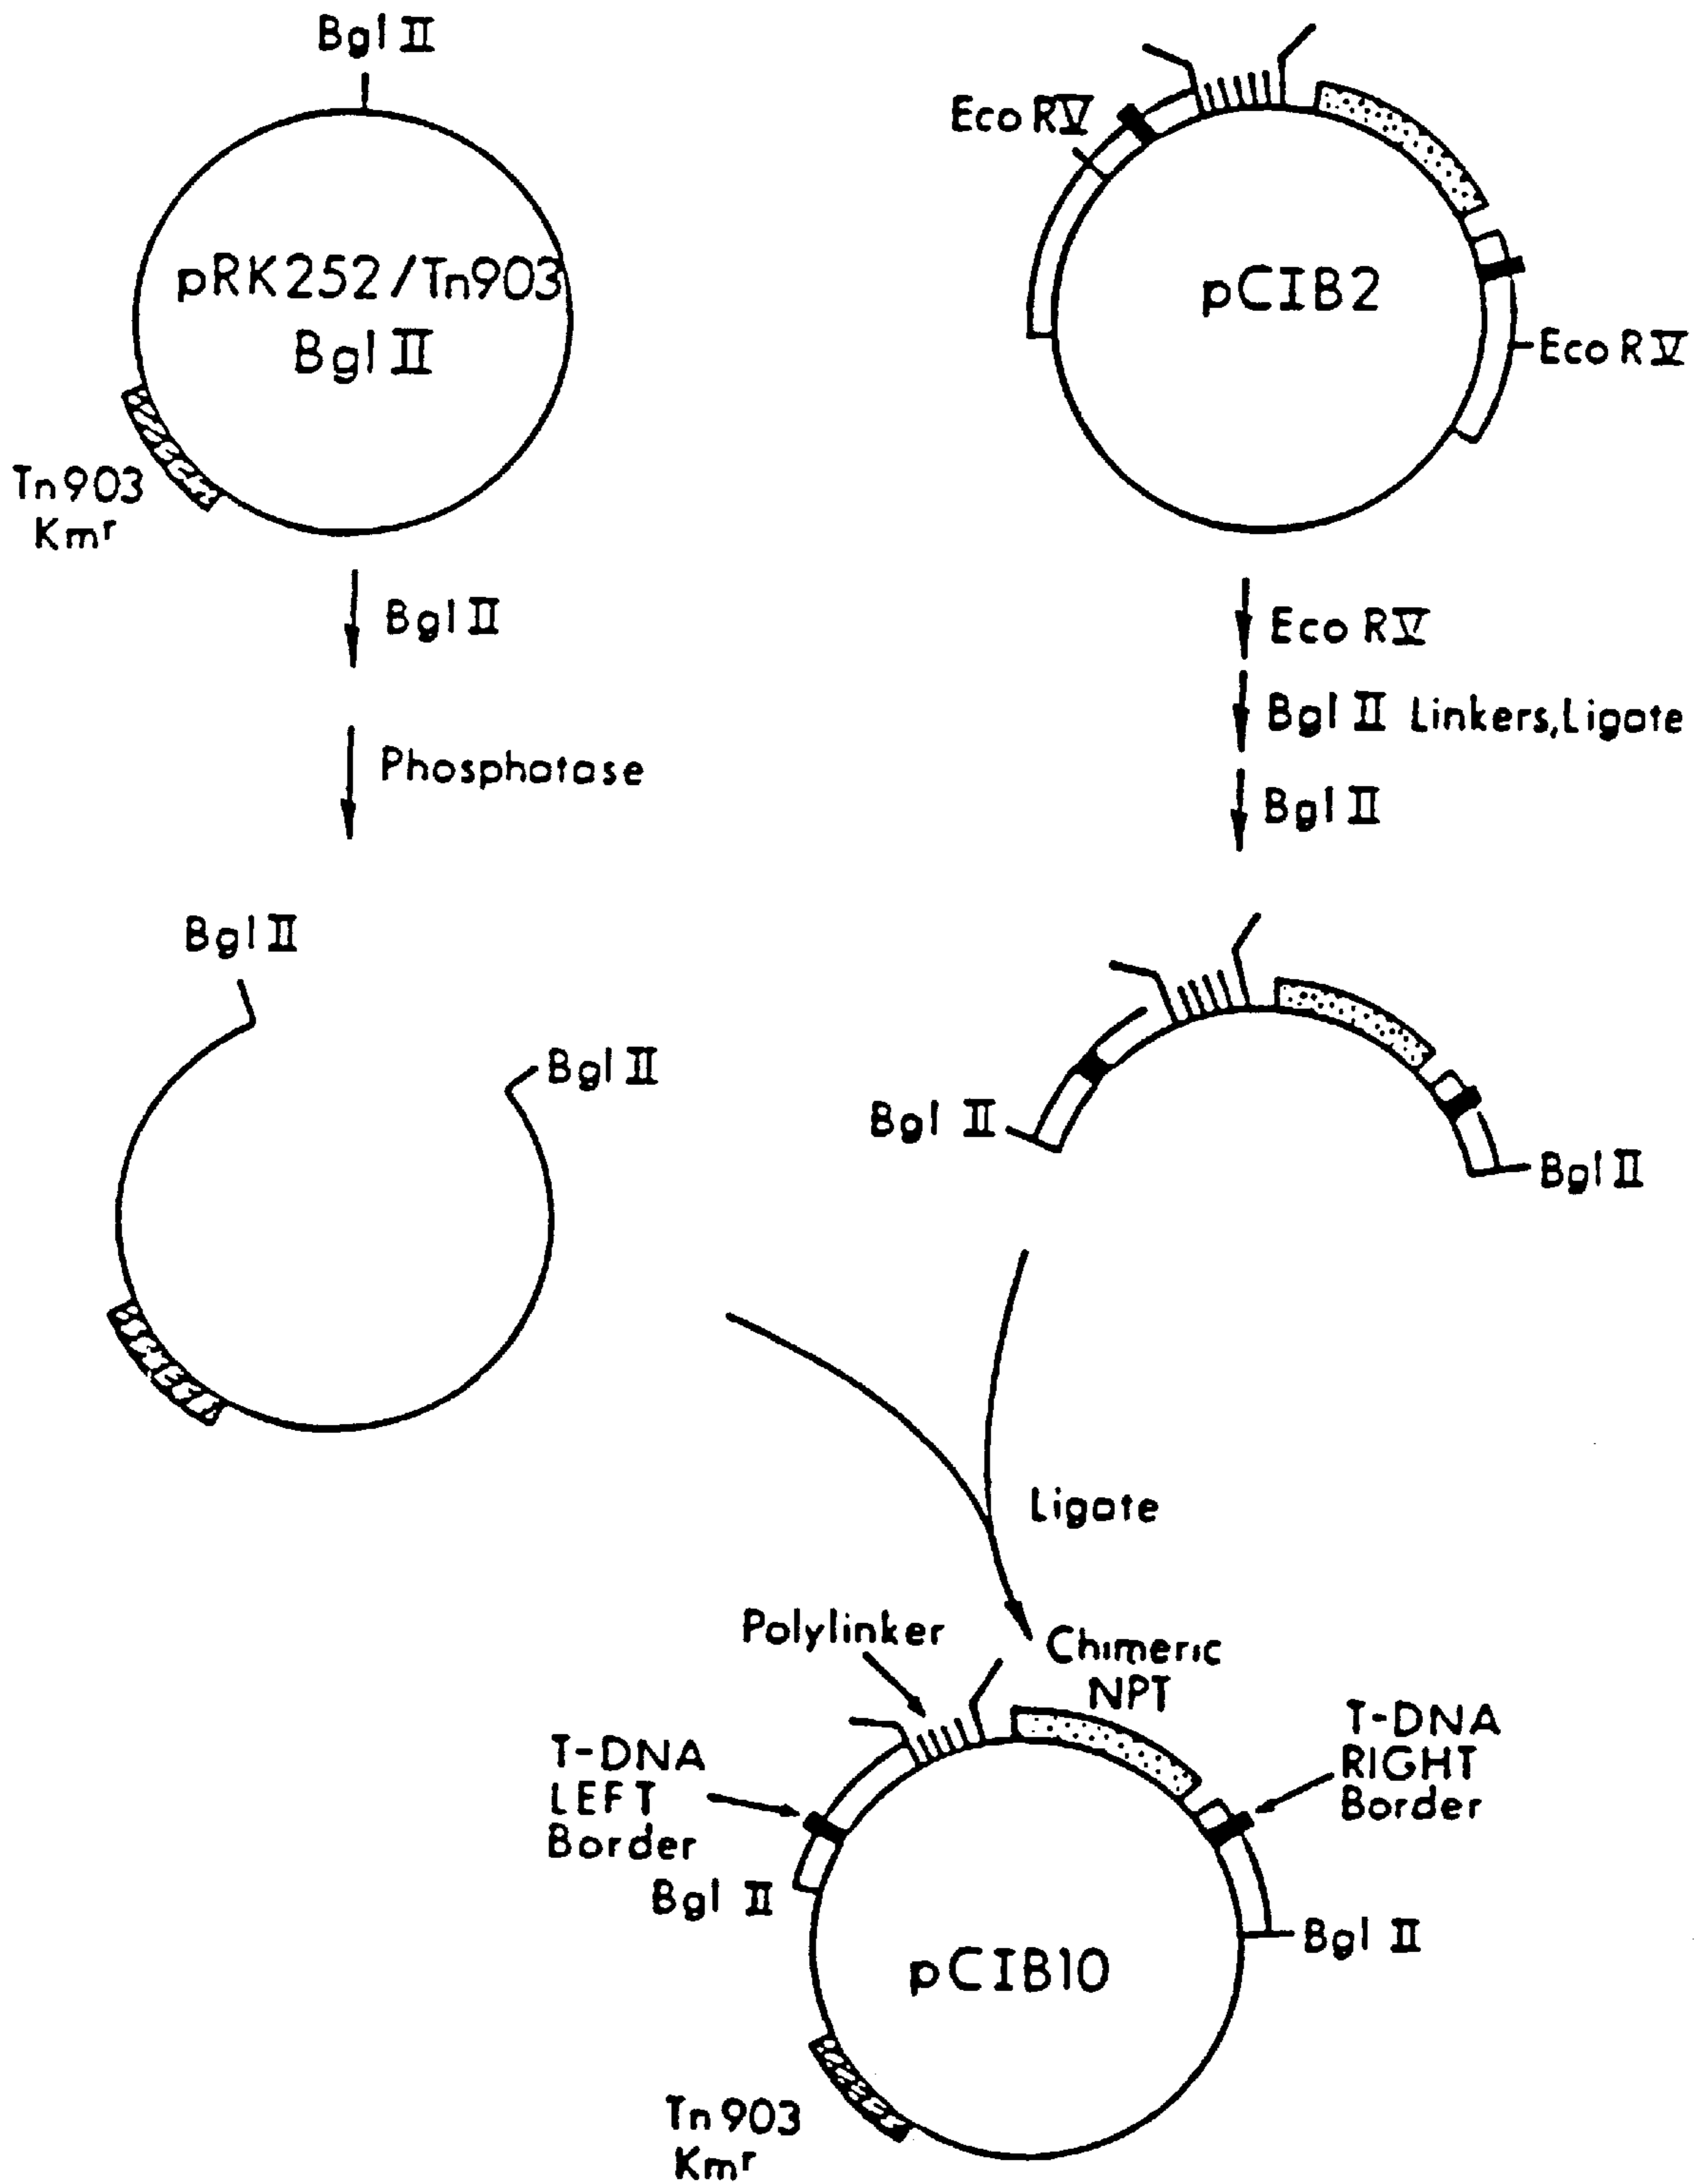 Bgl II
pRK252/Tn903
Bgl II
Tn903
Kmr
Eco RV
pCIB2
Eco RV
Bgl II
Phosphatase
Eco RV
Bgl II Linkers, Ligate
Bgl II
Bgl II
Bgl II
Bgl II
Bgl II
Ligate
Polylinker
Chimeric
NPT
T-DNA
LEFT
Border
T-DNA
RIGHT
Border
Bgl II
Bgl II
pCIB10
Tn903
Kmr